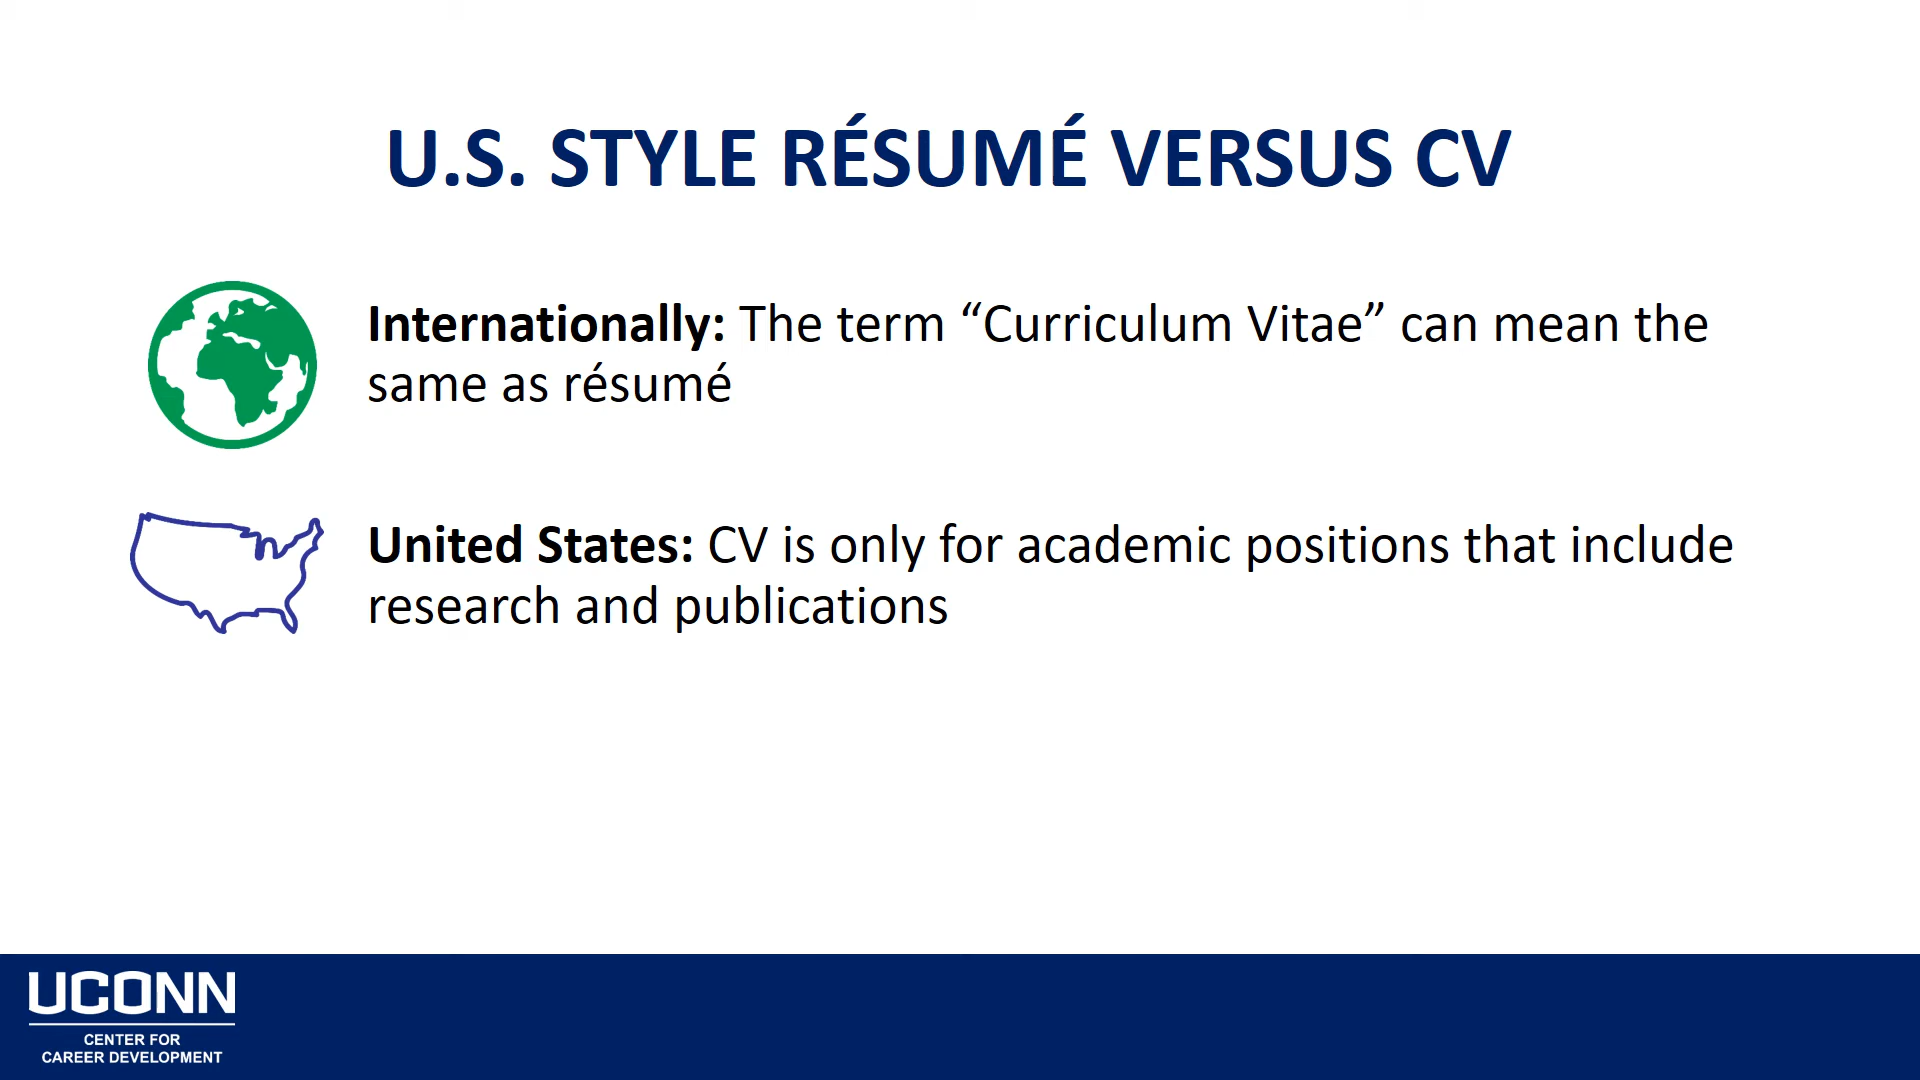 U.S. STYLE RÉSUMÉ VERSUS CV
Internationally: The term “Curriculum Vitae” can mean the
same as résumé
United States: CV is only for academic positions that include
research and publications
UCONN
CENTER FOR
CAREER DEVELOPMENT